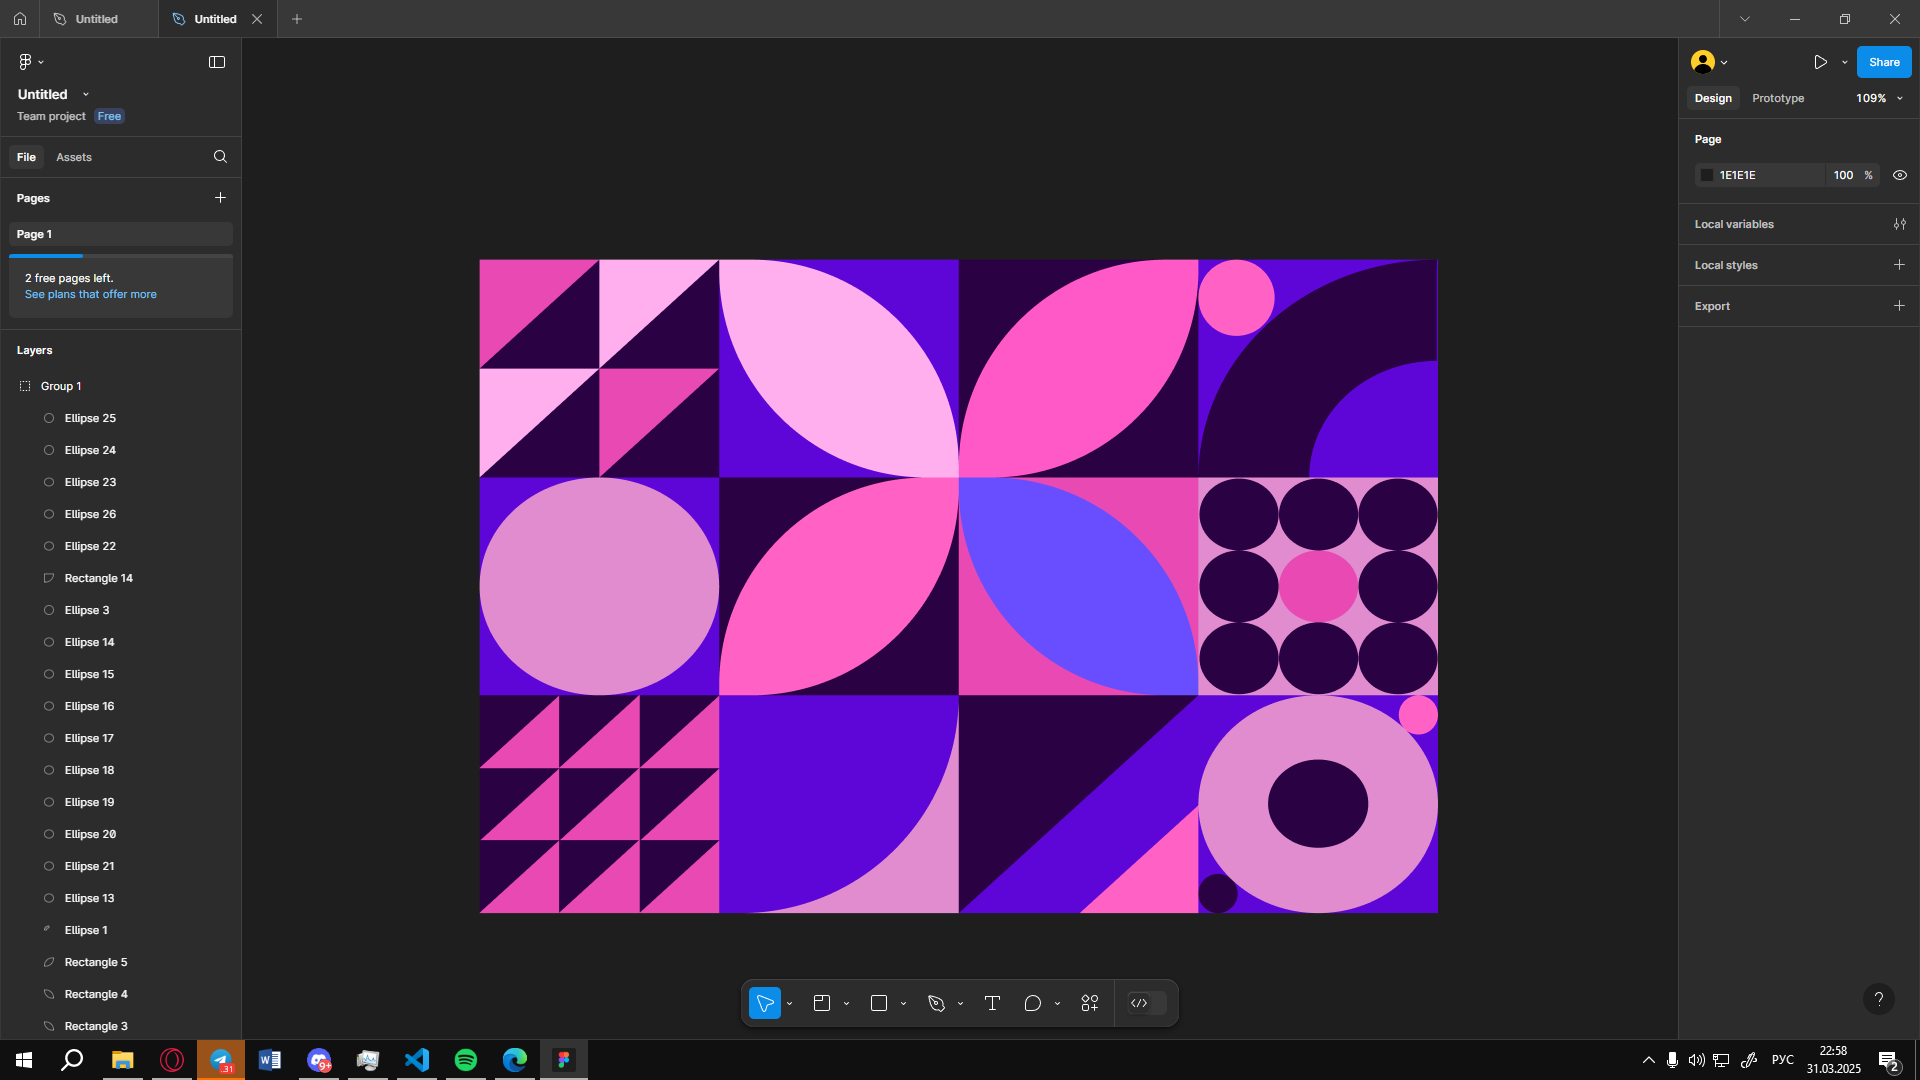 Untitled
Untitled
Untitled
Team project Free
File Assets
Pages
Page 1
2 free pages left.
See plans that offer more
Layers
Group 1
Ellipse 25
Ellipse 24
Ellipse 23
Ellipse 26
Ellipse 22
Rectangle 14
Ellipse 3
Ellipse 14
Ellipse 15
Ellipse 16
Ellipse 17
Ellipse 18
Ellipse 19
Ellipse 20
Ellipse 21
Ellipse 13
Ellipse 1
Rectangle 5
Rectangle 4
Rectangle 3
Share
Design Prototype 109%
Page
1E1E1E 100 %
Local variables
Local styles
Export
?
31
9+
РУС
22:58
31.03.2025
2